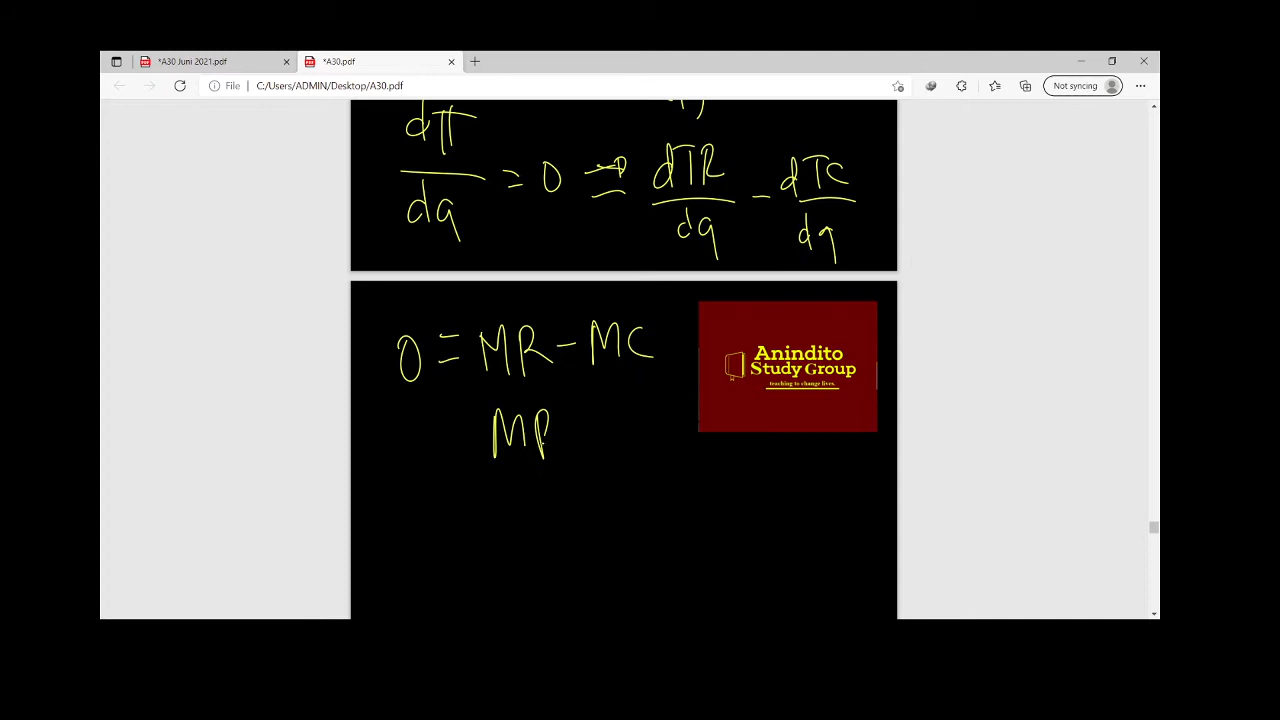 *A30 Juni 2021.pdf
*A30.pdf
File
C:/Users/ADMIN/Desktop/A30.pdf
Not syncing
dπ/dq = 0 ⇒ dTR/dq - dTC/dq
0 = MR - MC
MP
Anindito
Study Group
teaching to change lives.